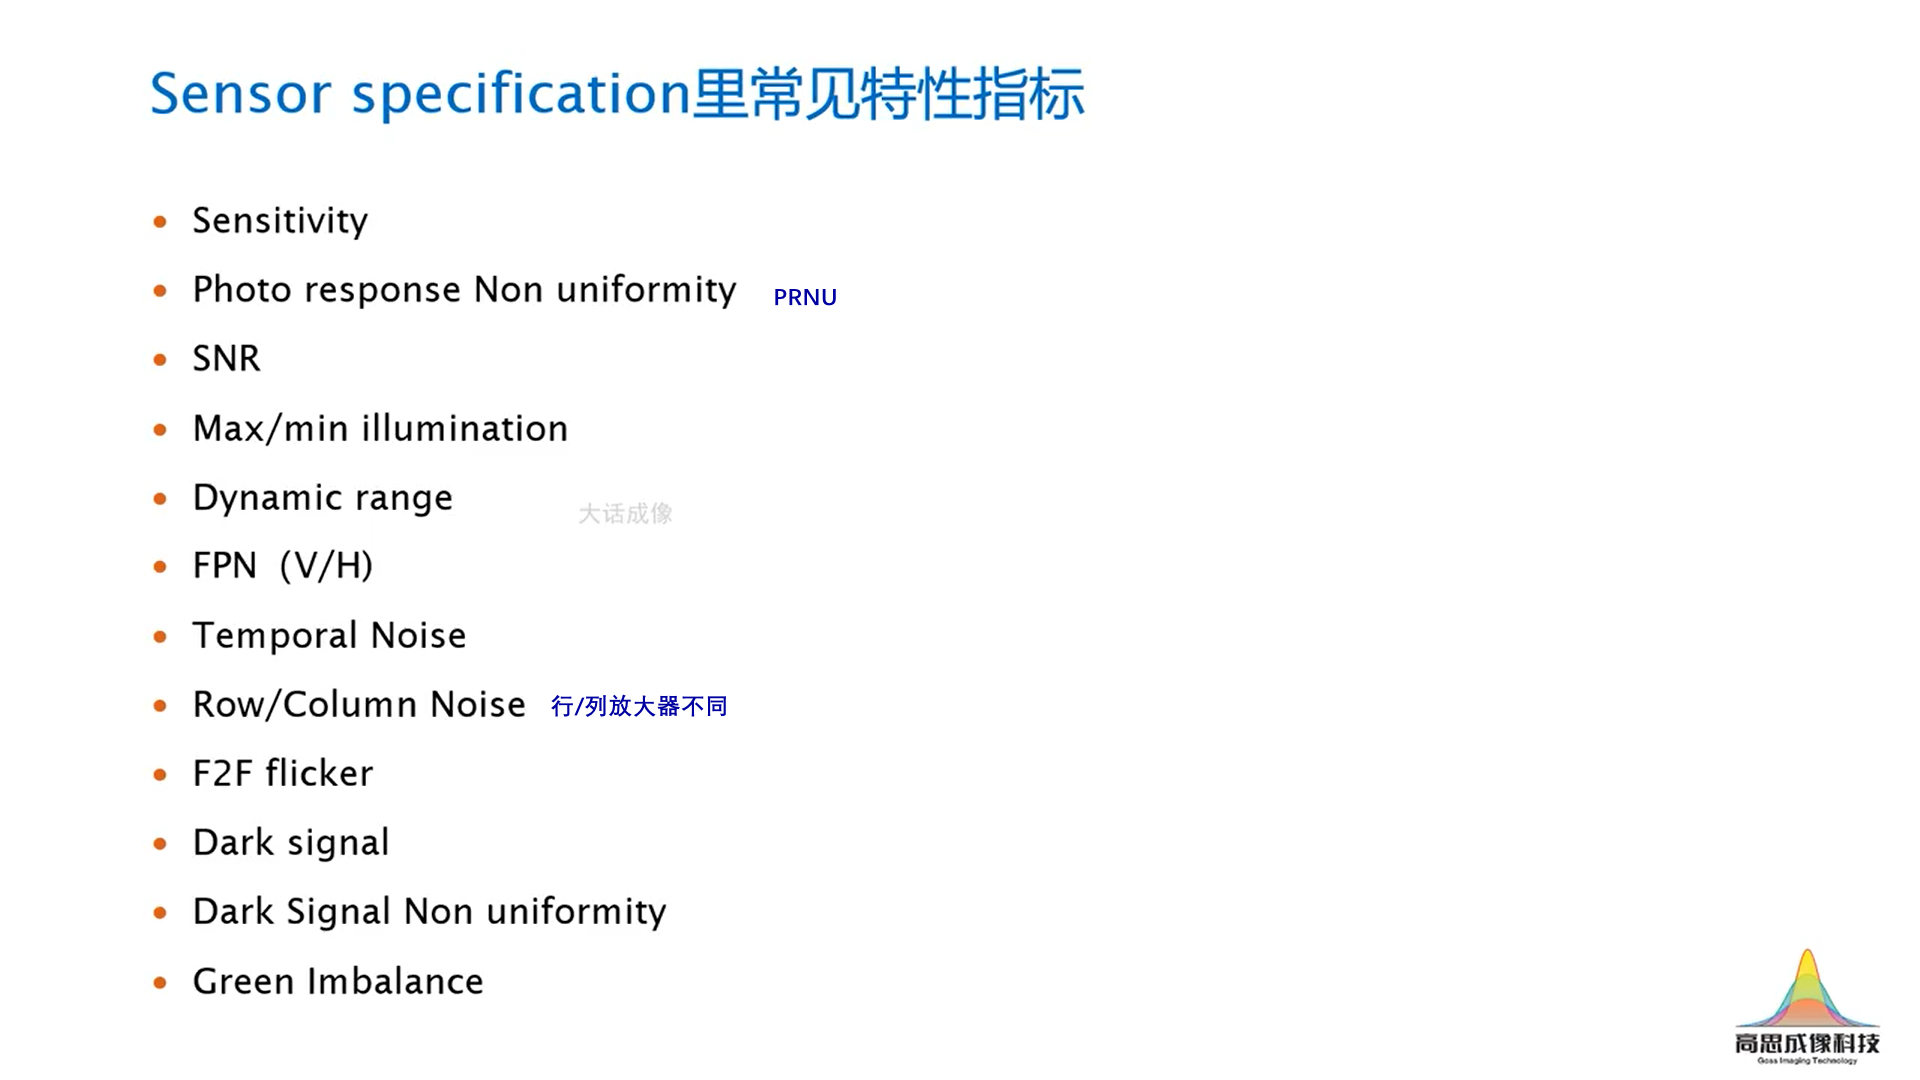 Sensor specification里常见特性指标
Sensitivity
Photo response Non uniformity PRNU
SNR
Max/min illumination
Dynamic range
大话成像
FPN (V/H)
Temporal Noise
Row/Column Noise 行/列放大器不同
F2F flicker
Dark signal
Dark Signal Non uniformity
Green Imbalance
高思成像科技
Goss Imaging Technology